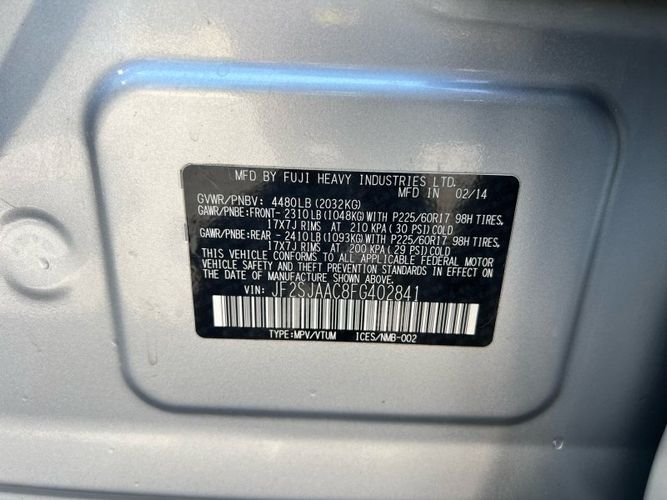 MFD BY FUJI HEAVY INDUSTRIES LTD.
MFD IN 02/14
GVWR/PNBV: 4480LB (2032KG)
GAWR/PNBE:FRONT- 2310LB (1048KG) WITH P225/60R17 98H TIRES,
17X7J RIMS AT 210 KPA (30 PSI) COLD
GAWR/PNBE:REAR - 2410LB (1093KG) WITH P225/60R17 98H TIRES,
17X7J RIMS AT 200 KPA (29 PSI) COLD
THIS VEHICLE CONFORMS TO ALL APPLICABLE FEDERAL MOTOR
VEHICLE SAFETY AND THEFT PREVENTION STANDARDS IN EFFECT ON
THE DATE OF MANUFACTURE SHOWN ABOVE.
VIN: JF2SJAAC8FG402841
TYPE:MPV/VTUM ICES/NMB-002